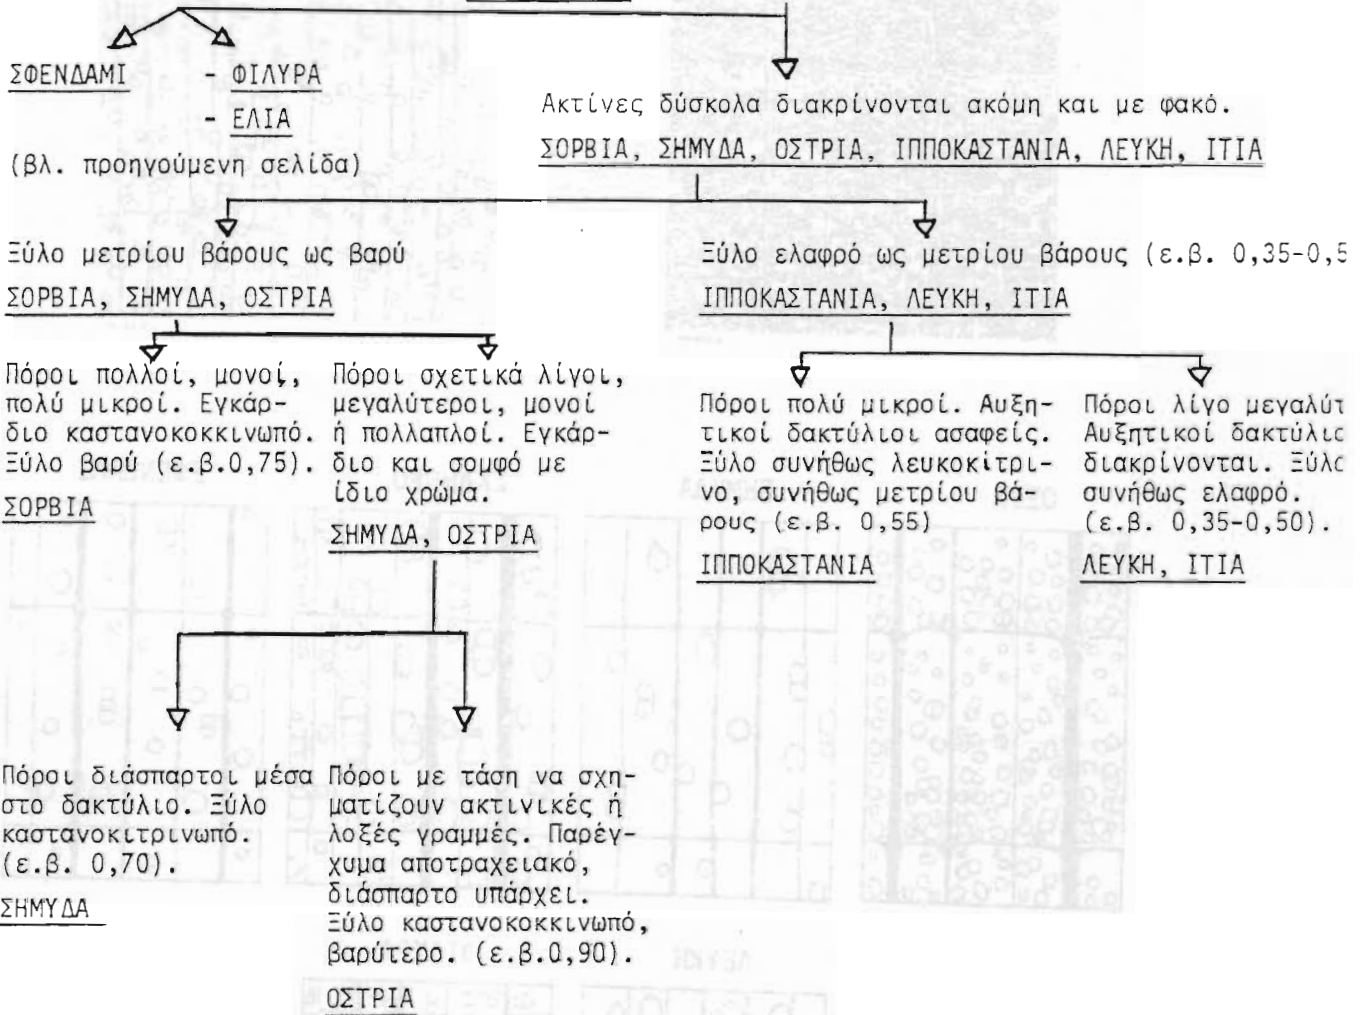 ΣΦΕΝΔΑΜΙ - ΦΙΛΥΡΑ
- ΕΛΙΑ
(βλ. προηγούμενη σελίδα)
Ακτίνες δύσκολα διακρίνονται ακόμη και με φακό.
ΣΟΡΒΙΑ, ΣΗΜΥΔΑ, ΟΣΤΡΙΑ, ΙΠΠΟΚΑΣΤΑΝΙΑ, ΛΕΥΚΗ, ΙΤΙΑ
Ξύλο μετρίου βάρους ως βαρύ
ΣΟΡΒΙΑ, ΣΗΜΥΔΑ, ΟΣΤΡΙΑ
Ξύλο ελαφρό ως μετρίου βάρους (ε.β. 0,35-0,5
ΙΠΠΟΚΑΣΤΑΝΙΑ, ΛΕΥΚΗ, ΙΤΙΑ
Πόροι πολλοί, μονοί,
πολύ μικροί. Εγκάρ-
διο καστανοκοκκινωπό.
Ξύλο βαρύ (ε.β.0,75).
ΣΟΡΒΙΑ
Πόροι σχετικά λίγοι,
μεγαλύτεροι, μονοί
ή πολλαπλοί. Εγκάρ-
διο και σομφό με
ίδιο χρώμα.
ΣΗΜΥΔΑ, ΟΣΤΡΙΑ
Πόροι πολύ μικροί. Αυξη-
τικοί δακτύλιοι ασαφείς.
Ξύλο συνήθως λευκοκίτρι-
νο, συνήθως μετρίου βά-
ρους (ε.β. 0,55)
ΙΠΠΟΚΑΣΤΑΝΙΑ
Πόροι λίγο μεγαλύτ
Αυξητικοί δακτύλιο
διακρίνονται. Ξύλο
συνήθως ελαφρό.
(ε.β. 0,35-0,50).
ΛΕΥΚΗ, ΙΤΙΑ
Πόροι διάσπαρτοι μέσα
στο δακτύλιο. Ξύλο
καστανοκιτρινωπό.
(ε.β. 0,70).
ΣΗΜΥΔΑ
Πόροι με τάση να σχη-
ματίζουν ακτινικές ή
λοξές γραμμές. Παρέγ-
χυμα αποτραχειακό,
διάσπαρτο υπάρχει.
Ξύλο καστανοκοκκινωπό,
βαρύτερο. (ε.β.0,90).
ΟΣΤΡΙΑ